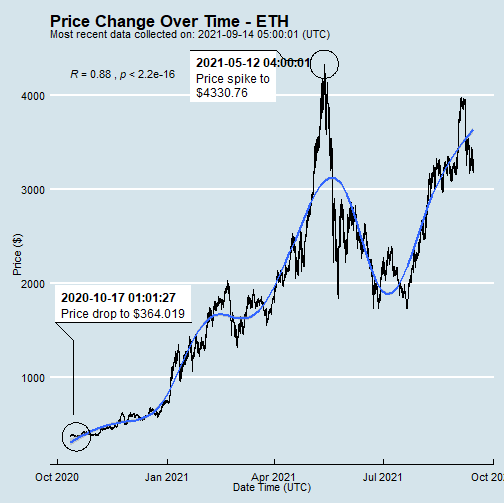 Price Change Over Time - ETH
Most recent data collected on: 2021-09-14 05:00:01 (UTC)
R = 0.88 , p < 2.2e-16
2021-05-12 04:00:01
Price spike to
$4330.76
4000
3000
Price ($)
2000
2020-10-17 01:01:27
Price drop to $364.019
1000
Oct 2020 Jan 2021 Apr 2021 Jul 2021 Oct 20
Date Time (UTC)